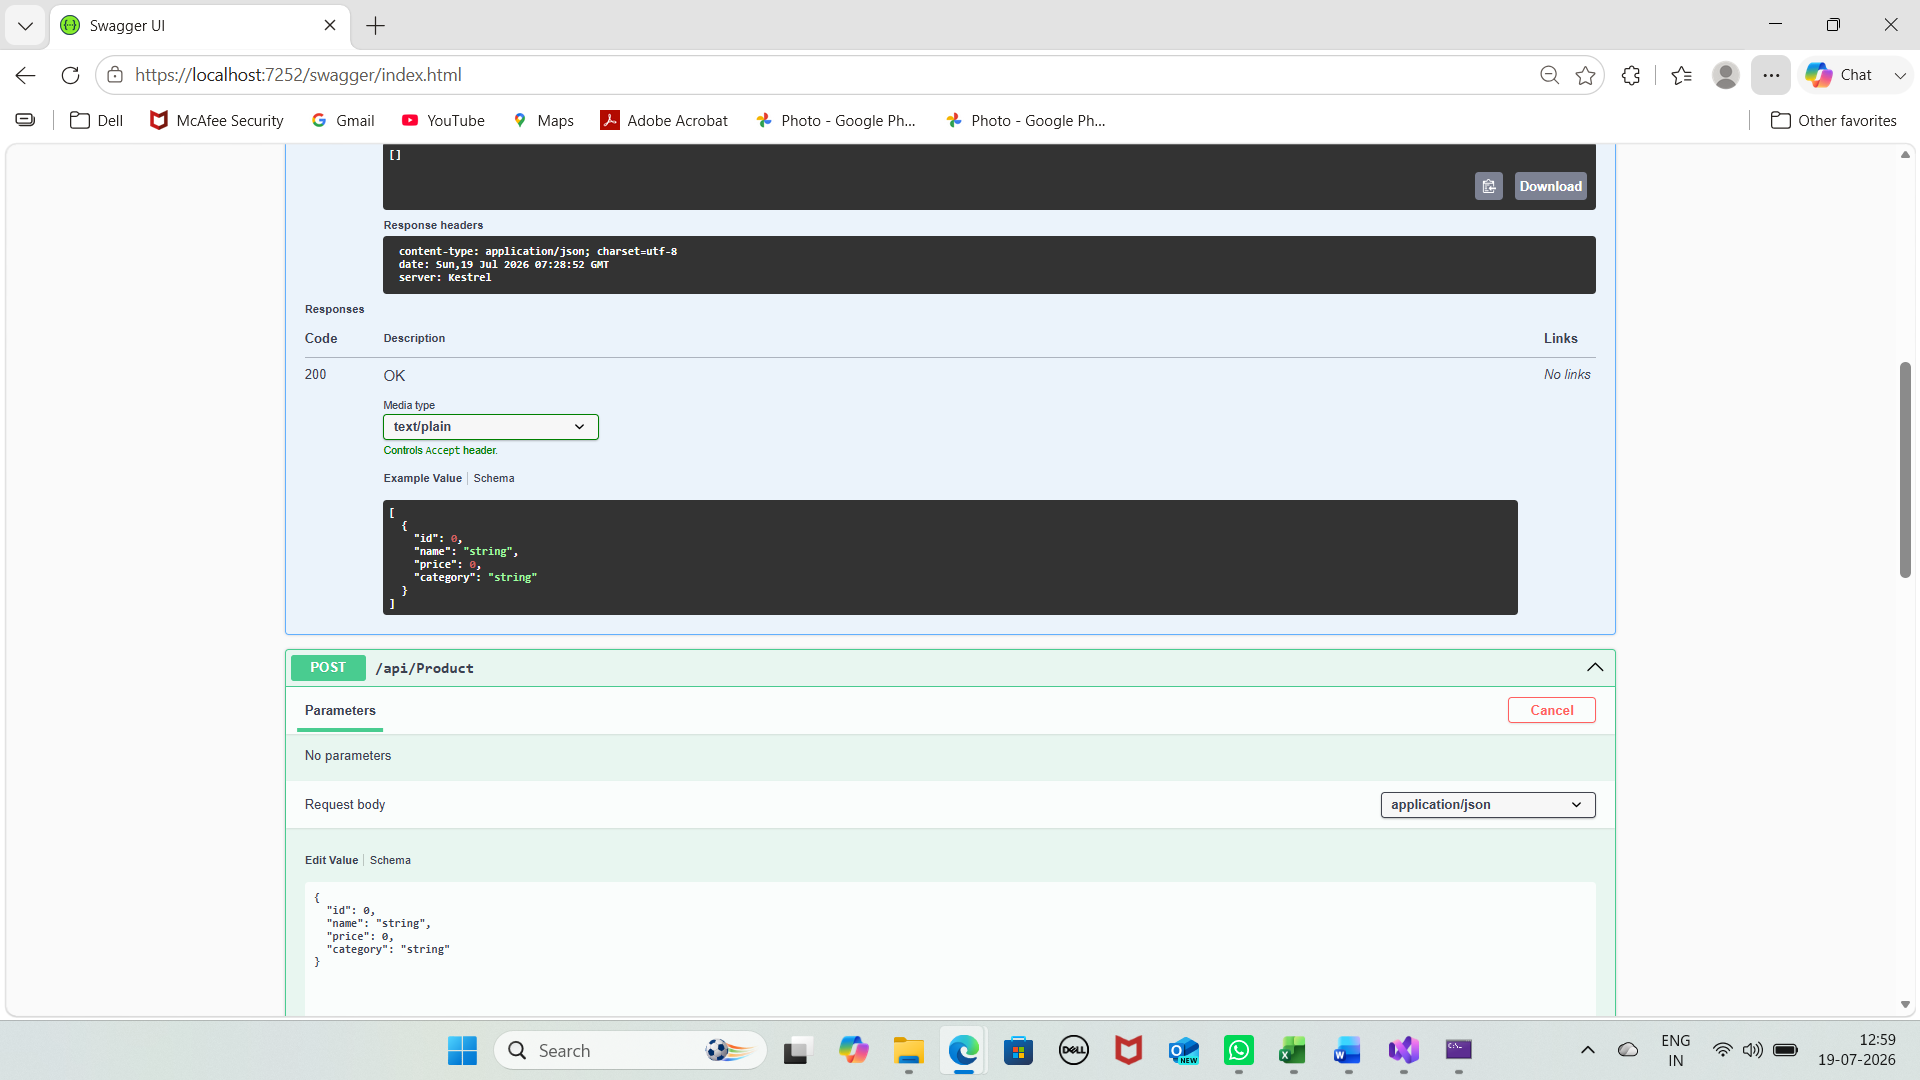 Swagger UI
https://localhost:7252/swagger/index.html
Chat
Dell
McAfee Security
Gmail
YouTube
Maps
Adobe Acrobat
Photo - Google Ph...
Photo - Google Ph...
Other favorites
[]
Download
Response headers
content-type: application/json; charset=utf-8
date: Sun,19 Jul 2026 07:28:52 GMT
server: Kestrel
Responses
Code Description Links
200 OK No links
Media type
text/plain
Controls Accept header.
Example Value Schema
[
{
"id": 0,
"name": "string",
"price": 0,
"category": "string"
}
]
POST /api/Product
Parameters Cancel
No parameters
Request body application/json
Edit Value Schema
{
"id": 0,
"name": "string",
"price": 0,
"category": "string"
}
Search
DELL
NEW
ENG
IN
12:59
19-07-2026